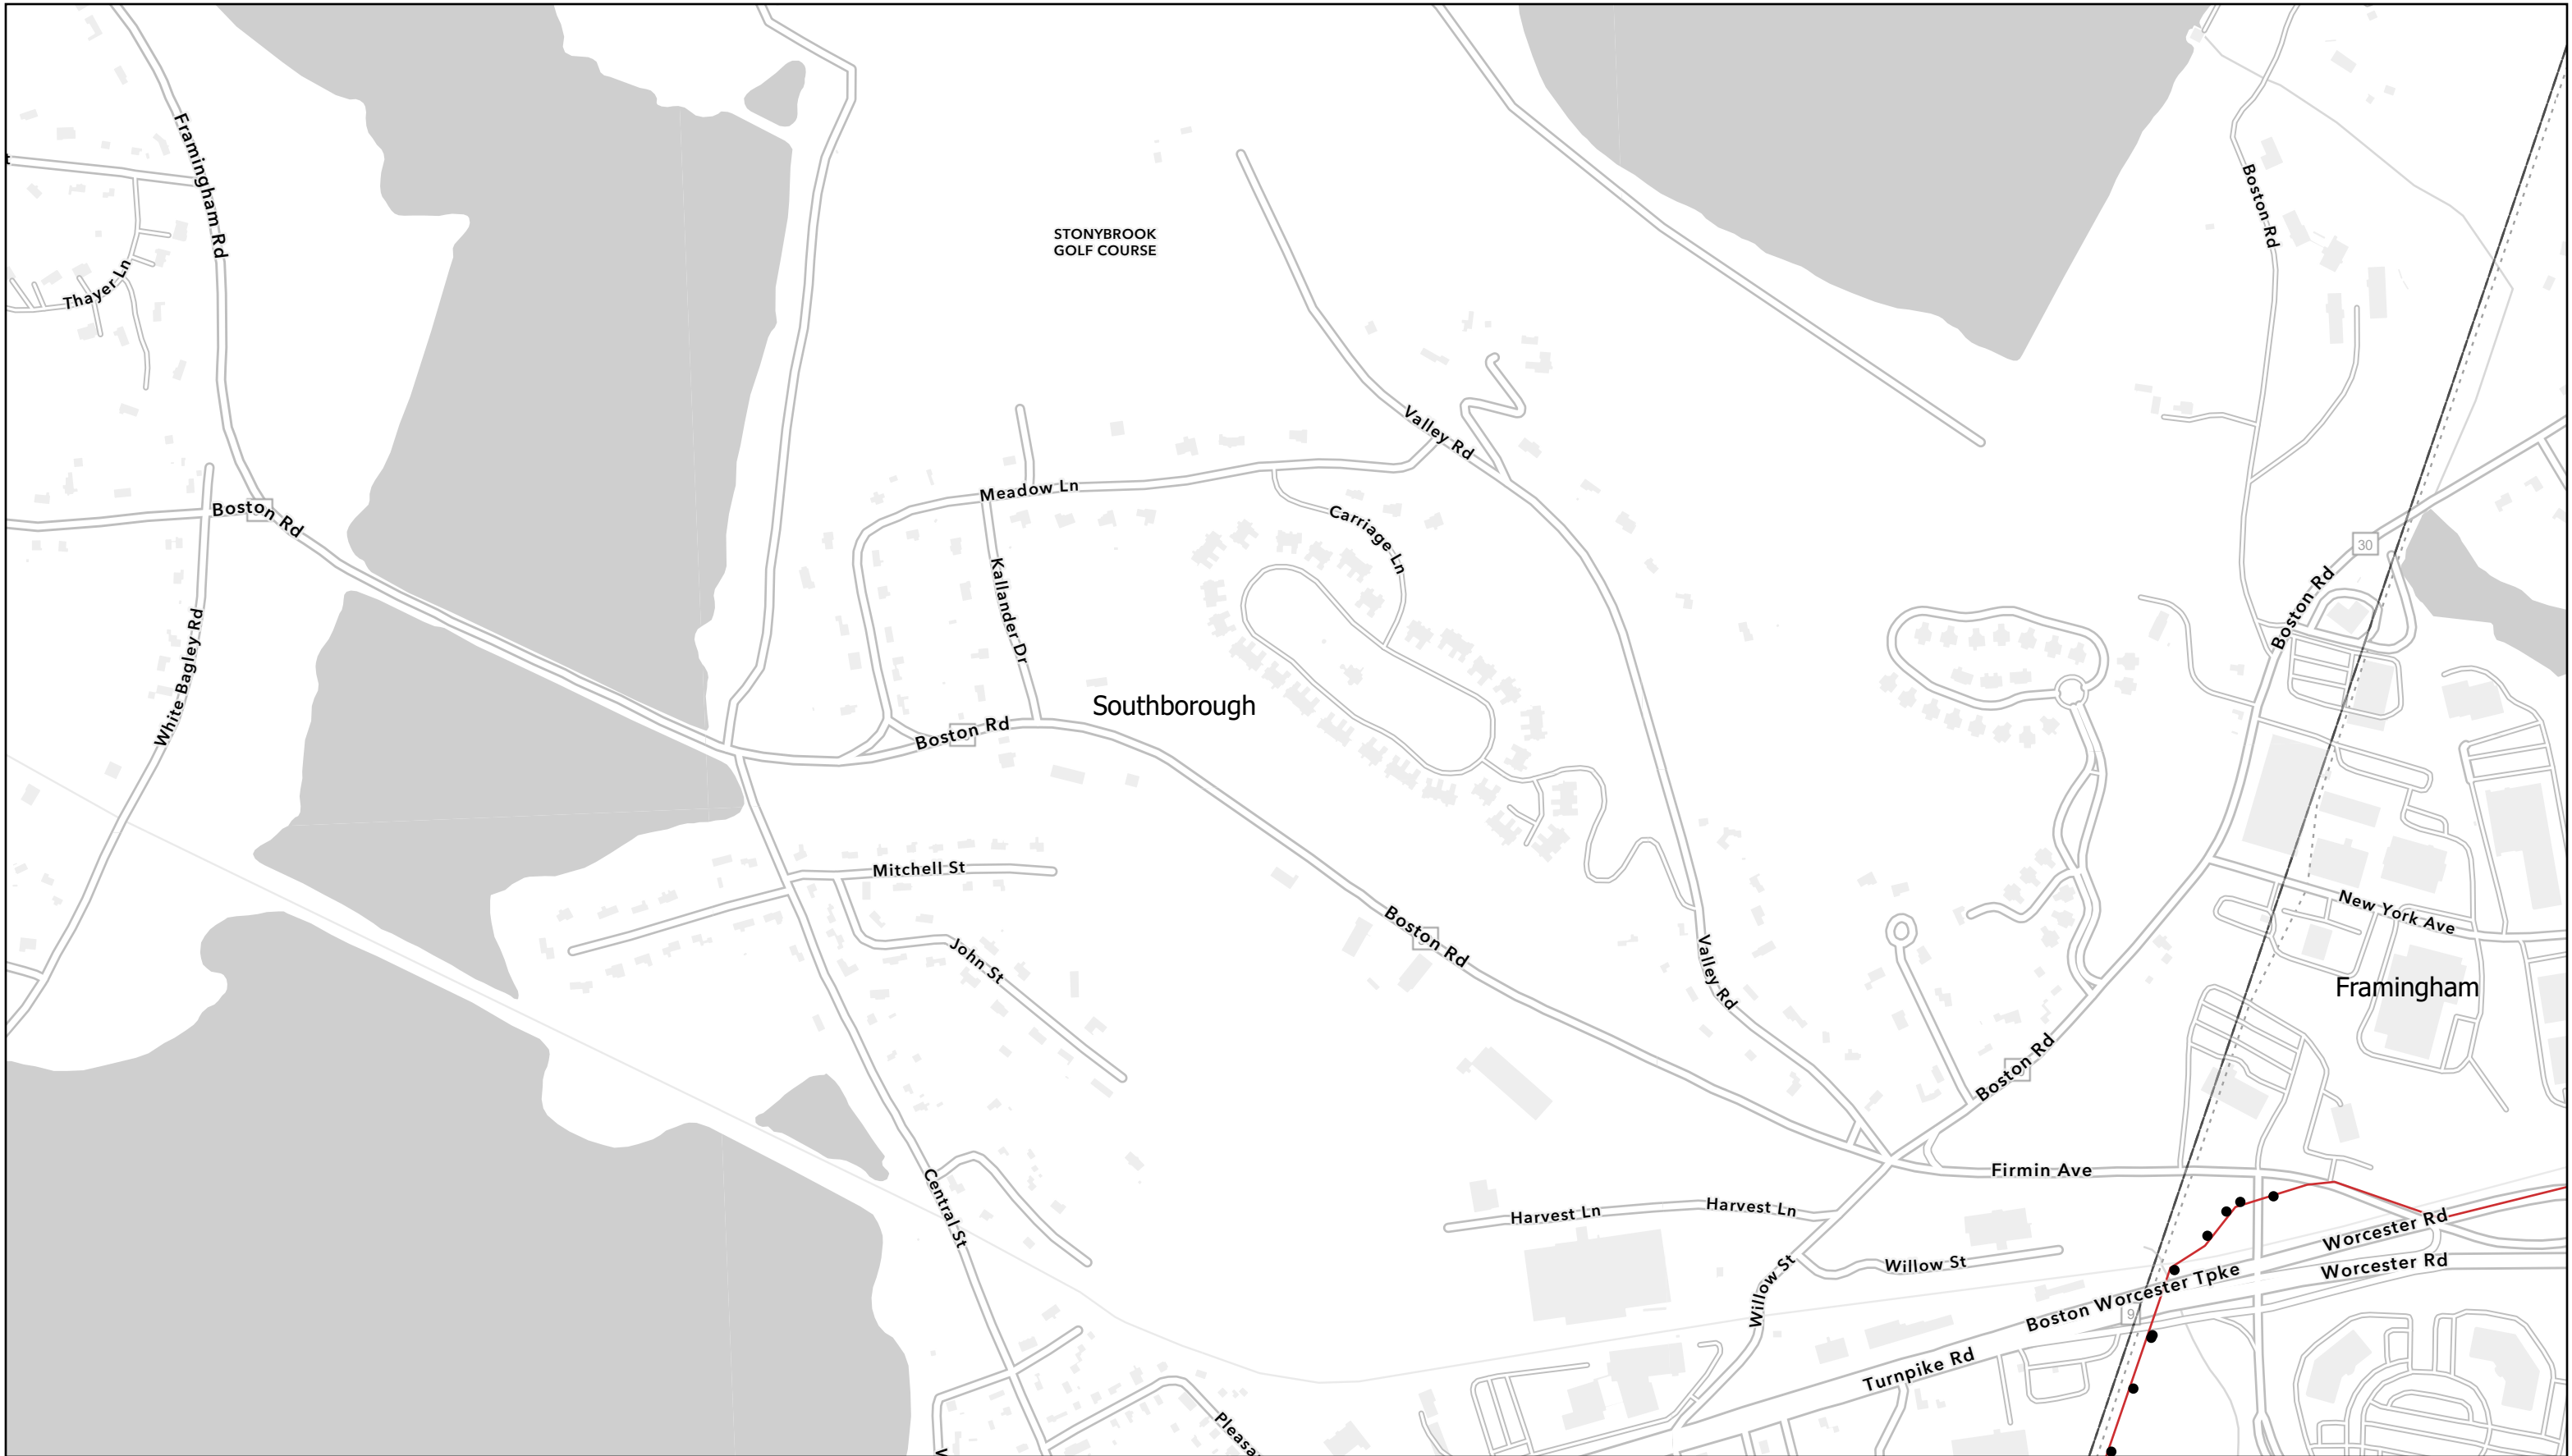 Framingham Rd
Boston Rd
STONYBROOK
GOLF COURSE
Thayer Ln
Valley Rd
Meadow Ln
Boston Rd
Carriage Ln
30
Kallander Dr
Boston Rd
White Bagley Rd
Southborough
Boston Rd
Mitchell St
New York Ave
Boston Rd
John St
Valley Rd
Framingham
Boston Rd
Firmin Ave
Central St
Harvest Ln
Harvest Ln
Worcester Rd
Willow St
Willow St
Worcester Rd
Boston Worcester Tpke
9
Turnpike Rd